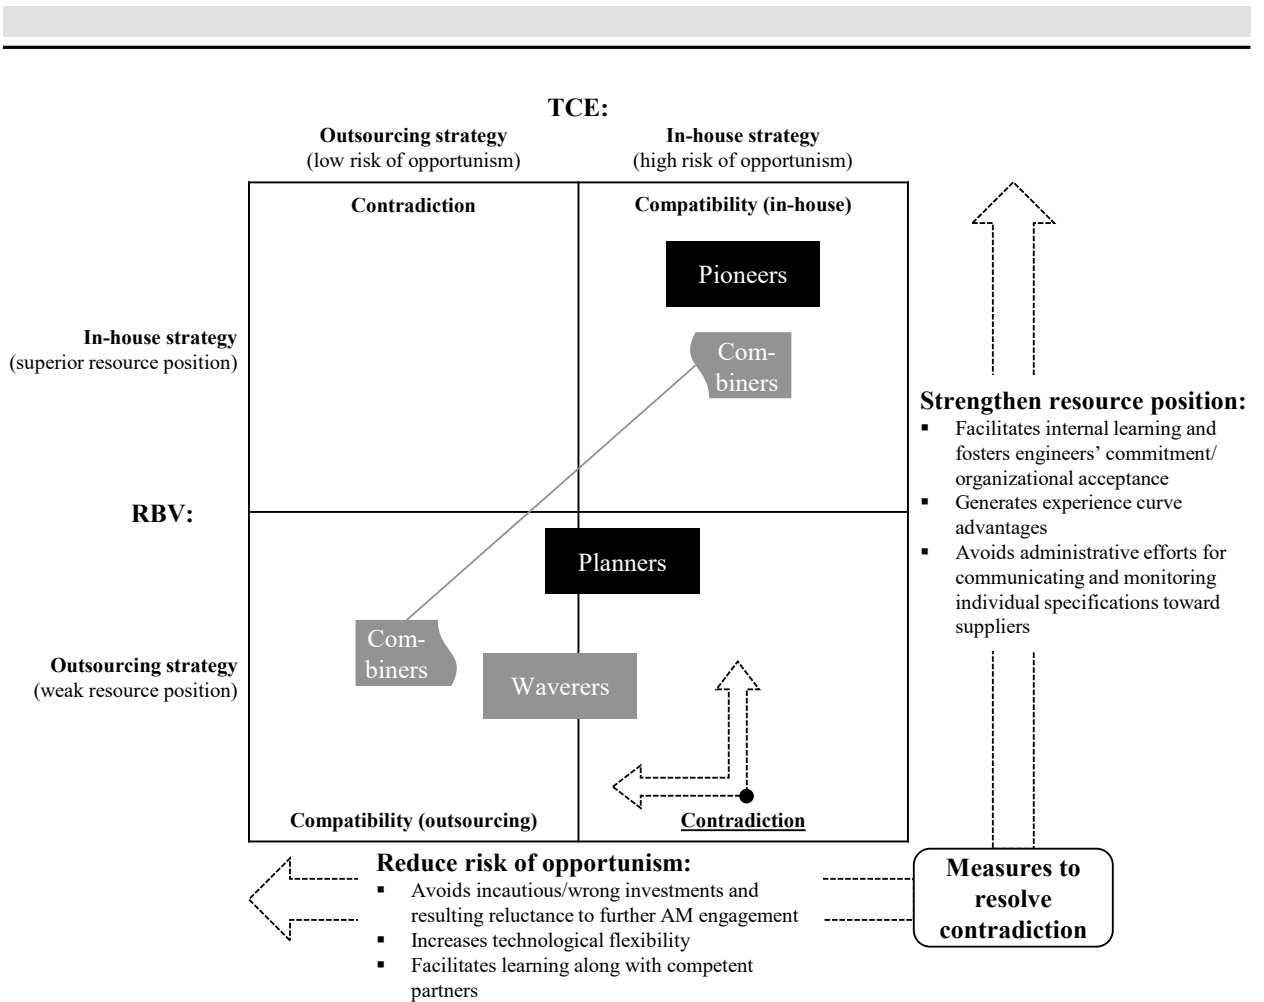 TCE:
Outsourcing strategy
(low risk of opportunism)
In-house strategy
(high risk of opportunism)
Contradiction
Compatibility (in-house)
Pioneers
In-house strategy
(superior resource position)
Com-
biners
Strengthen resource position:
▪ Facilitates internal learning and
fosters engineers’ commitment/
organizational acceptance
▪ Generates experience curve
advantages
▪ Avoids administrative efforts for
communicating and monitoring
individual specifications toward
suppliers
RBV:
Planners
Com-
biners
Outsourcing strategy
(weak resource position)
Waverers
Compatibility (outsourcing)
Contradiction
Reduce risk of opportunism:
▪ Avoids incautious/wrong investments and
resulting reluctance to further AM engagement
▪ Increases technological flexibility
▪ Facilitates learning along with competent
partners
Measures to
resolve
contradiction